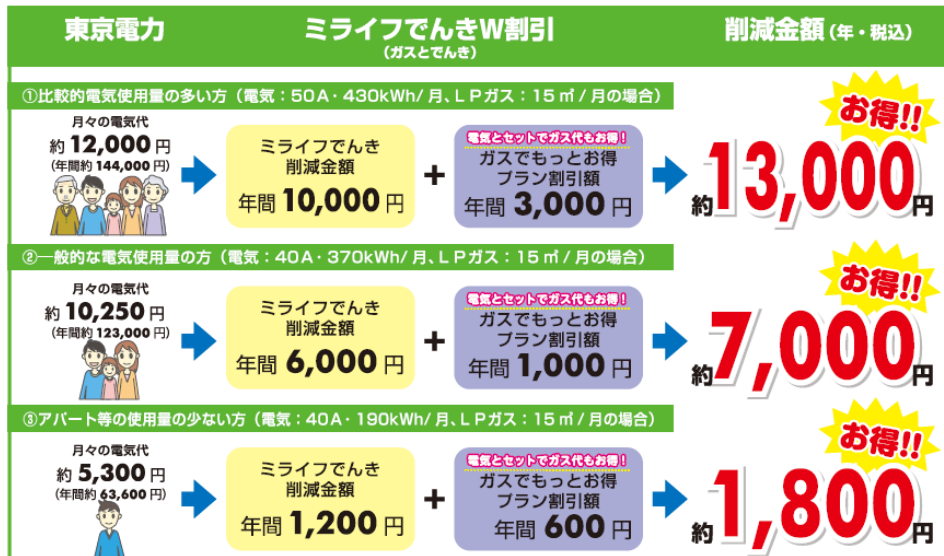 東京電力
ミライフでんきW割引
(ガスとでんき)
削減金額(年・税込)
①比較的電気使用量の多い方(電気:50A・430kWh/月、LPガス:15㎥/月の場合)
月々の電気代
約12,000円
(年間約144,000円)
ミライフでんき
削減金額
年間10,000円
+
電気とセットでガス代もお得!
ガスでもっとお得
プラン割引額
年間3,000円
お得!!
約13,000円
②一般的な電気使用量の方(電気:40A・370kWh/月、LPガス:15㎥/月の場合)
月々の電気代
約10,250円
(年間約123,000円)
ミライフでんき
削減金額
年間6,000円
+
電気とセットでガス代もお得!
ガスでもっとお得
プラン割引額
年間1,000円
お得!!
約7,000円
③アパート等の使用量の少ない方(電気:40A・190kWh/月、LPガス:15㎥/月の場合)
月々の電気代
約5,300円
(年間約63,600円)
ミライフでんき
削減金額
年間1,200円
+
電気とセットでガス代もお得!
ガスでもっとお得
プラン割引額
年間600円
お得!!
約1,800円